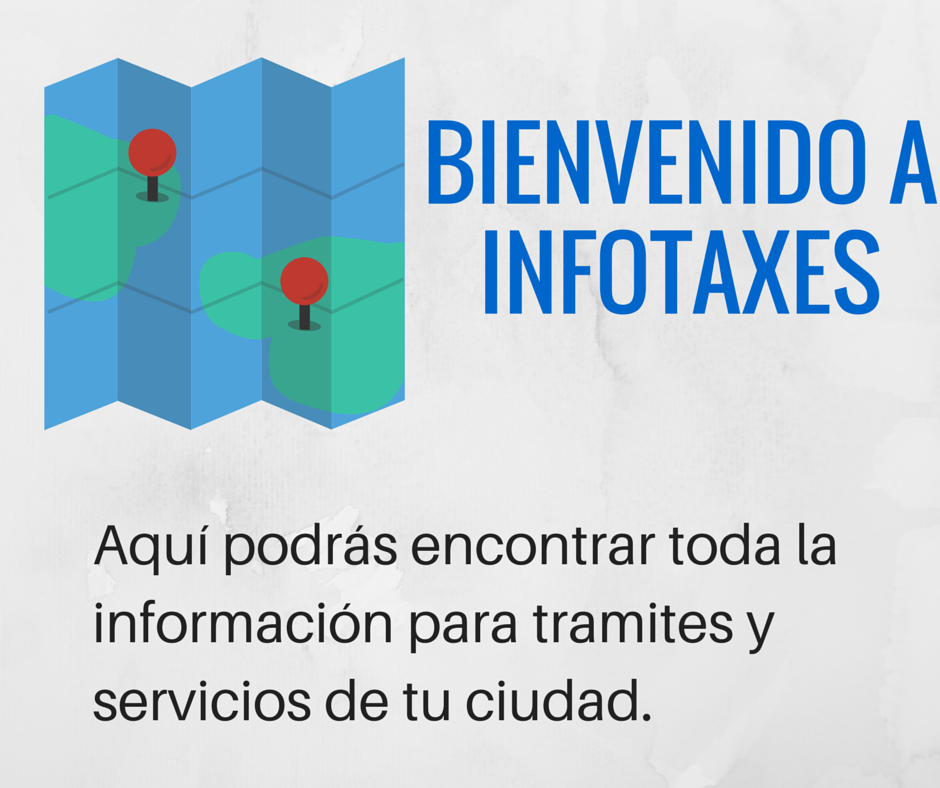 BIENVENIDO A
INFOTAXES
Aquí podrás encontrar toda la
información para tramites y
servicios de tu ciudad.